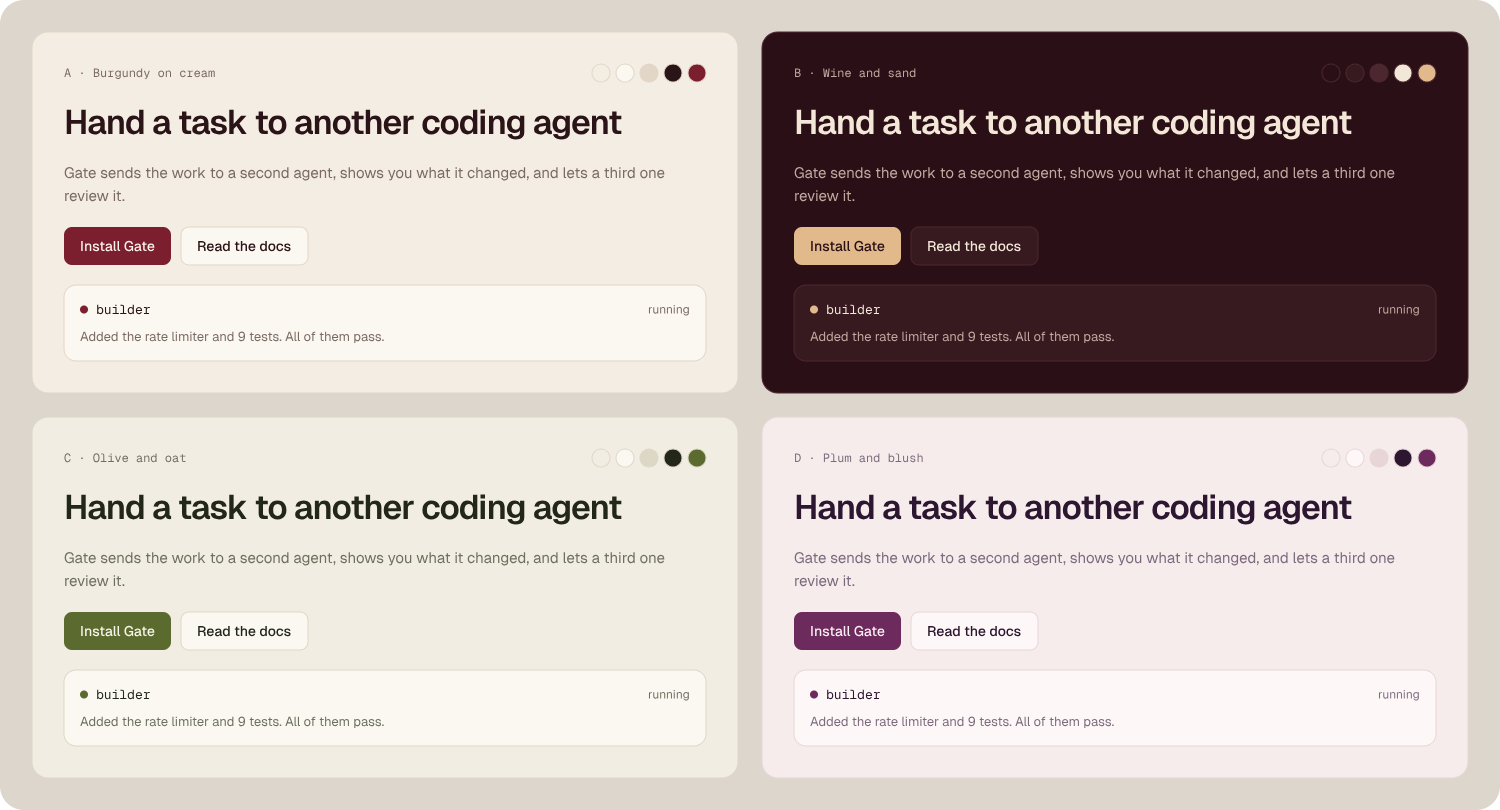 A · Burgundy on cream
Hand a task to another coding agent
Gate sends the work to a second agent, shows you what it changed, and lets a third one
review it.
Install Gate
Read the docs
builder
running
Added the rate limiter and 9 tests. All of them pass.
B · Wine and sand
Hand a task to another coding agent
Gate sends the work to a second agent, shows you what it changed, and lets a third one
review it.
Install Gate
Read the docs
builder
running
Added the rate limiter and 9 tests. All of them pass.
C · Olive and oat
Hand a task to another coding agent
Gate sends the work to a second agent, shows you what it changed, and lets a third one
review it.
Install Gate
Read the docs
builder
running
Added the rate limiter and 9 tests. All of them pass.
D · Plum and blush
Hand a task to another coding agent
Gate sends the work to a second agent, shows you what it changed, and lets a third one
review it.
Install Gate
Read the docs
builder
running
Added the rate limiter and 9 tests. All of them pass.